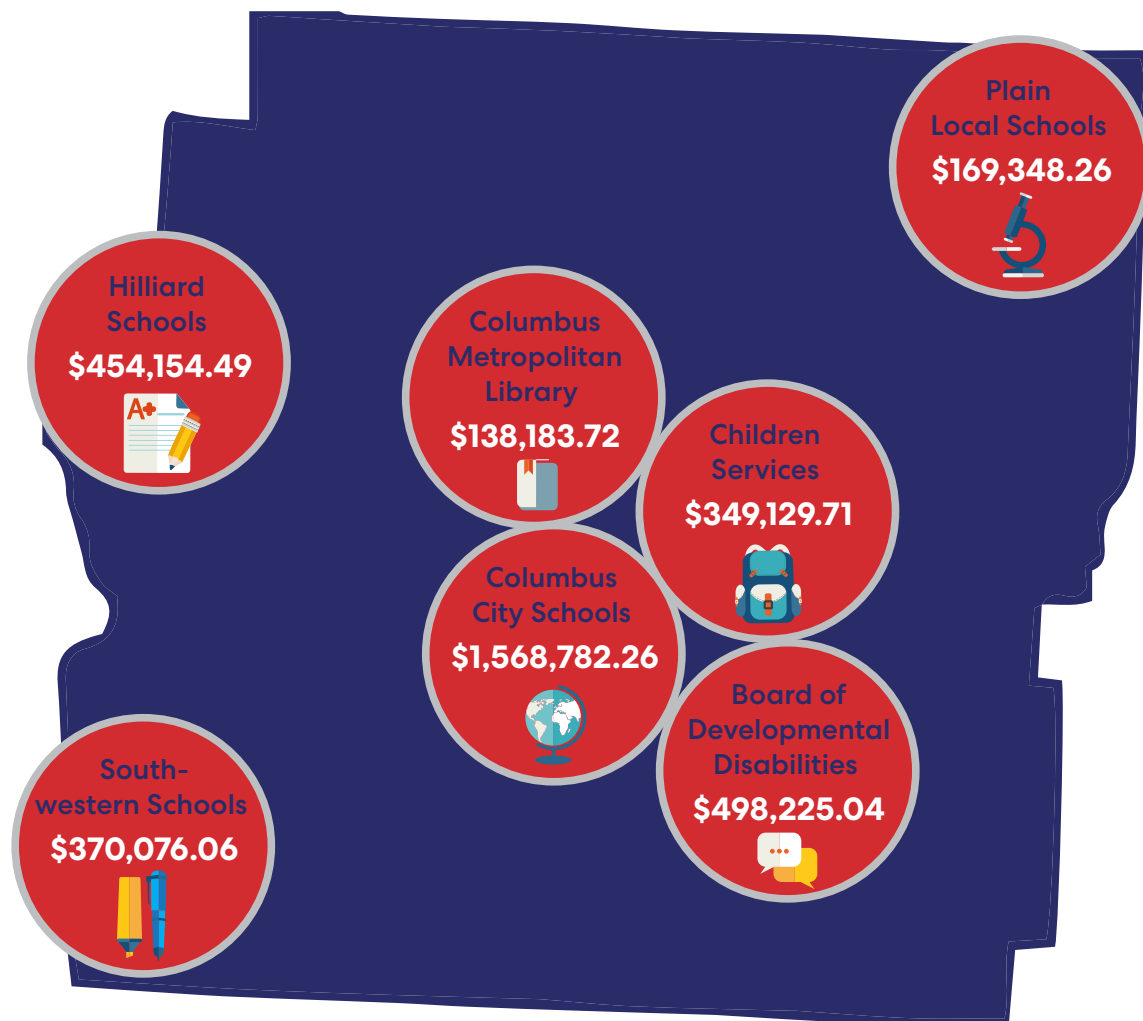 Plain
Local Schools
$169,348.26
Hilliard
Schools
$454,154.49
A+
Columbus
Metropolitan
Library
$138,183.72
Children
Services
$349,129.71
Columbus
City Schools
$1,568,782.26
Board of
Developmental
Disabilities
$498,225.04
South-
western Schools
$370,076.06